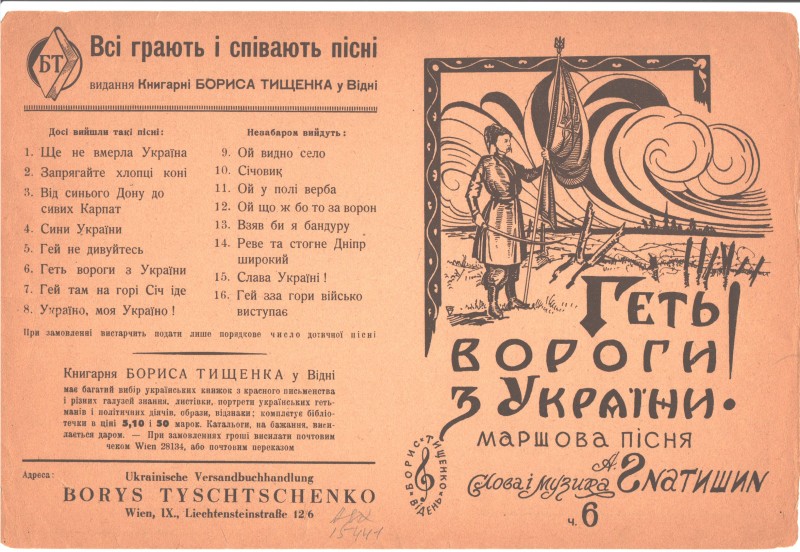 БТ
Всі грають і співають пісні
видання Книгарні БОРИСА ТИЩЕНКА у Відні
Досі вийшли такі пісні:
1. Ще не вмерла Україна
2. Запрягайте хлопці коні
3. Від синього Дону до
сивих Карпат
4. Сини України
5. Гей не дивуйтесь
6. Геть вороги з України
7. Гей там на горі Січ іде
8. Україно, моя Україно!
Незабаром вийдуть:
9. Ой видно село
10. Січовик
11. Ой у полі верба
12. Ой що ж бо то за ворон
13. Взяв би я бандуру
14. Реве та стогне Дніпр
широкий
15. Слава Україні!
16. Гей зза гори військо
виступає
При замовленні вистарчить подати лише порядкове число дотичної пісні
Книгарня БОРИСА ТИЩЕНКА у Відні
має багатий вибір українських книжок з красного письменства
і різних галузей знання, листівки, портрети українських геть-
манів і політичних діячів, образи, відзнаки; комплєтує бібліо-
течки в ціні 5,10 і 50 марок. Катальоґи, на бажання, виси-
лається даром. — При замовленнях гроші висилати почтовим
чеком Wien 28134, або почтовим переказом
Адреса:
Ukrainische Versandbuchhandlung
BORYS TYSCHTSCHENKO
Wien, IX., Liechtensteinstraße 12/6
Геть
вороги!
з України.
маршова пісня
Слова і музика А. Гнатишин
Борис Тищенко
Відень
ч. 6